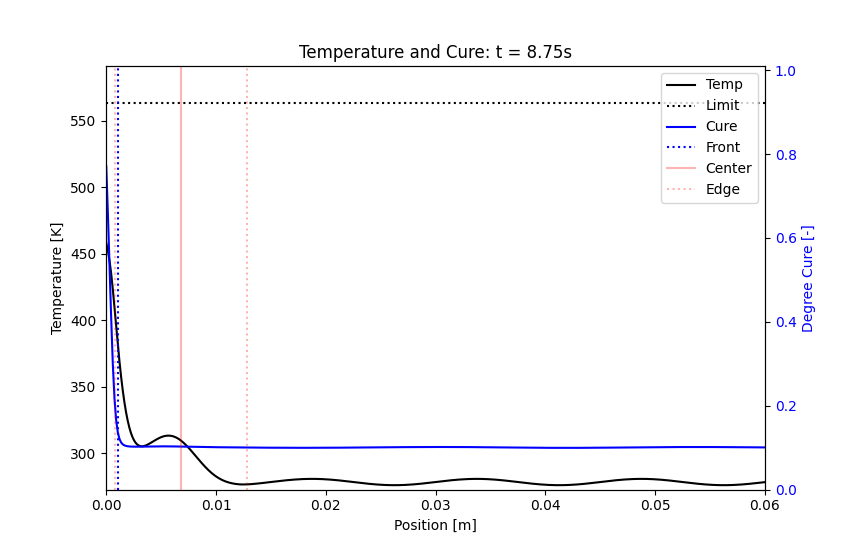 Temperature and Cure: t = 8.75s
Temperature [K]
550
500
450
400
350
300
Temp
Limit
Cure
Front
Center
Edge
1.0
0.8
0.6
0.4
0.2
0.0
Degree Cure [-]
0.00
0.01
0.02
0.03
0.04
0.05
0.06
Position [m]